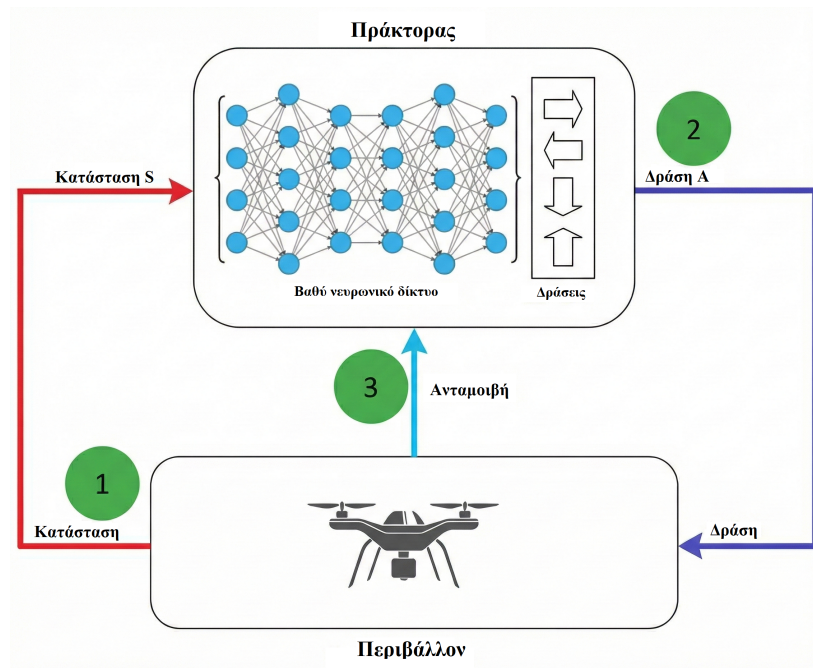 Πράκτορας
2
Κατάσταση S
Δράση A
Βαθύ νευρωνικό δίκτυο
Δράσεις
3
Ανταμοιβή
1
Κατάσταση
Δράση
Περιβάλλον